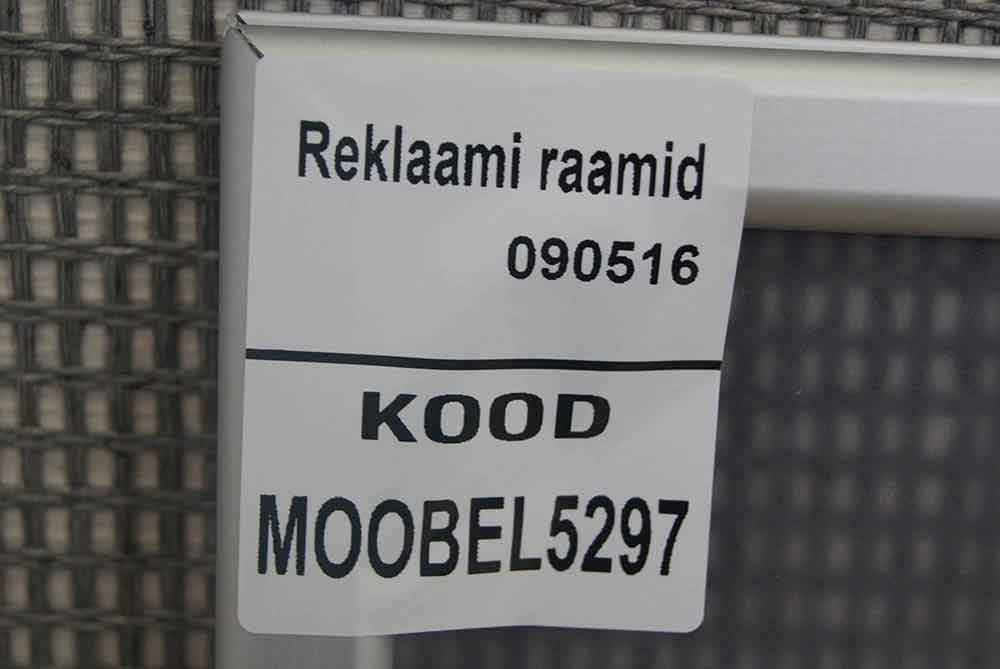 Reklaami raamid
090516
KOOD
MOOBEL5297